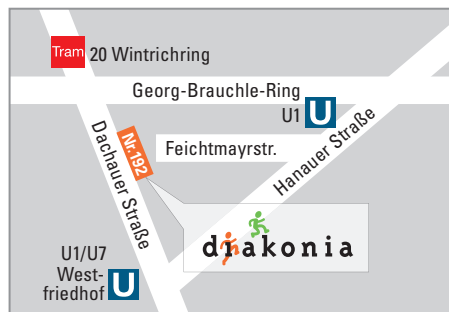 Tram 20 Wintrichring
Georg-Brauchle-Ring
U1 U
Feichtmayrstr.
Hanauer Straße
Dachauer Straße
Nr.192
diakonia
U1/U7
West-
friedhof
U